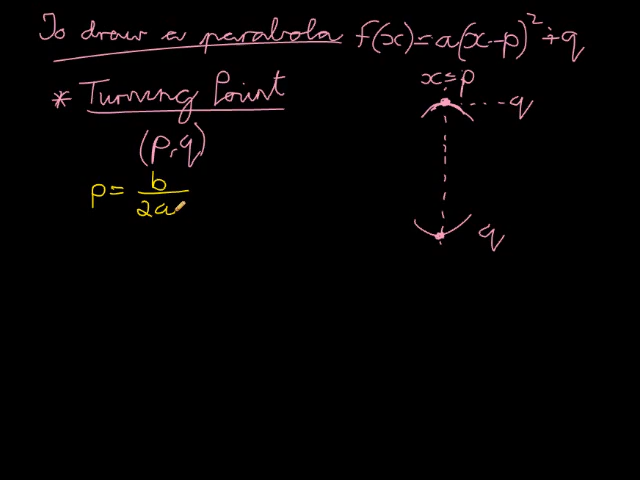 To draw a parabola f(x)=a(x-p)²+q
* Turning Point
(p,q)
p= b/2a
x=p
q
q